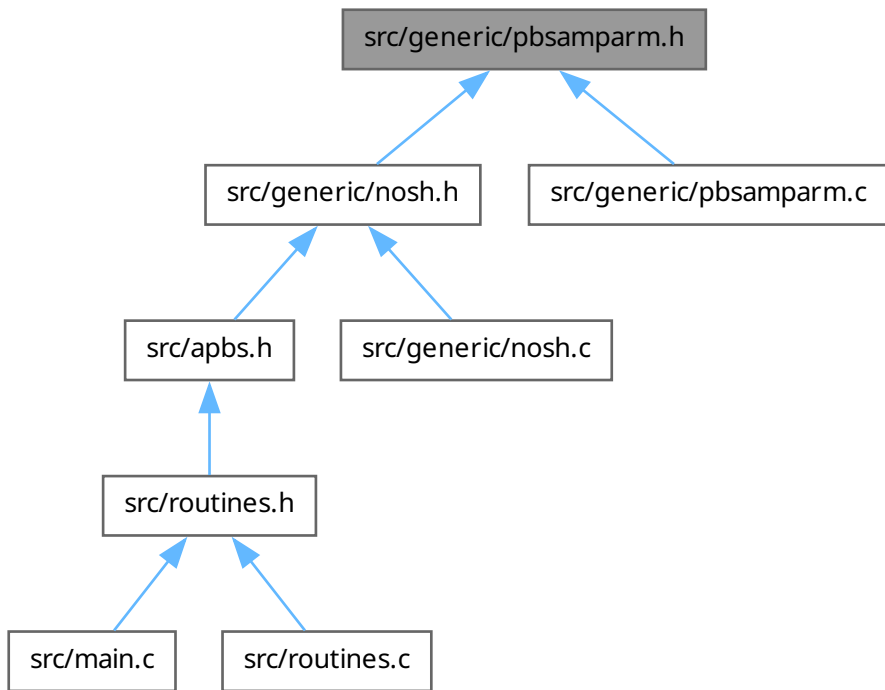 src/generic/pbsamparm.h
src/generic/nosh.h
src/generic/pbsamparm.c
src/apbs.h
src/generic/nosh.c
src/routines.h
src/main.c
src/routines.c